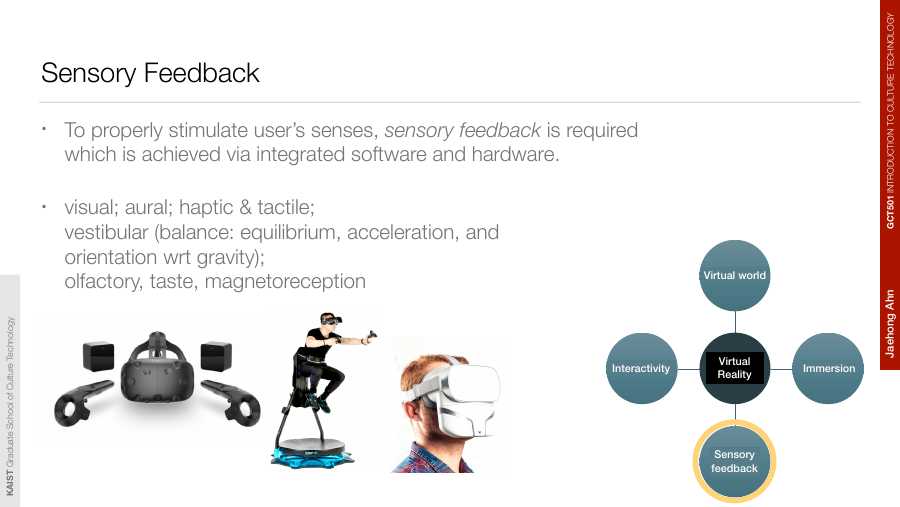 Sensory Feedback
• To properly stimulate user's senses, sensory feedback is required
which is achieved via integrated software and hardware.
• visual; aural; haptic & tactile;
vestibular (balance: equilibrium, acceleration, and
orientation wrt gravity);
olfactory, taste, magnetoreception
Virtual world
Interactivity
Virtual
Reality
Immersion
Sensory
feedback
KAIST Graduate School of Culture Technology
GCT501 INTRODUCTION TO CULTURE TECHNOLOGY
Jaehong Ahn